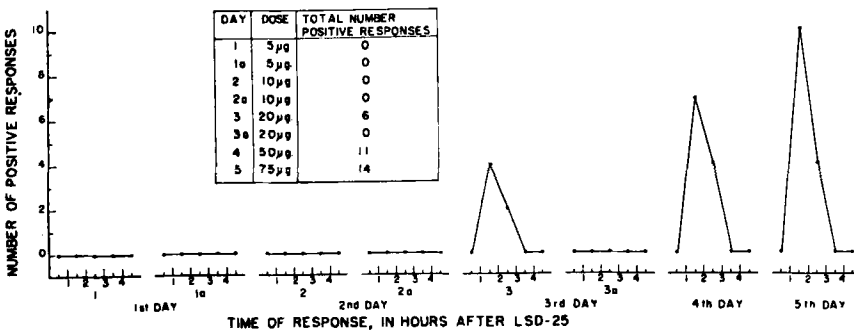 NUMBER OF POSITIVE RESPONSES
10
8
6
4
2
0
DAY DOSE TOTAL NUMBER POSITIVE RESPONSES
1 5μg 0
1a 5μg 0
2 10μg 0
2a 10μg 0
3 20μg 6
3a 20μg 0
4 50μg 11
5 75μg 14
1 2 3 4 1 2 3 4 1 2 3 4 1 2 3 4 1 2 3 4 1 2 3 4 1 2 3 4 1 2 3 4
1 1a 2 2a 3 3a
1st DAY 2nd DAY 3rd DAY 4th DAY 5th DAY
TIME OF RESPONSE, IN HOURS AFTER LSD-25